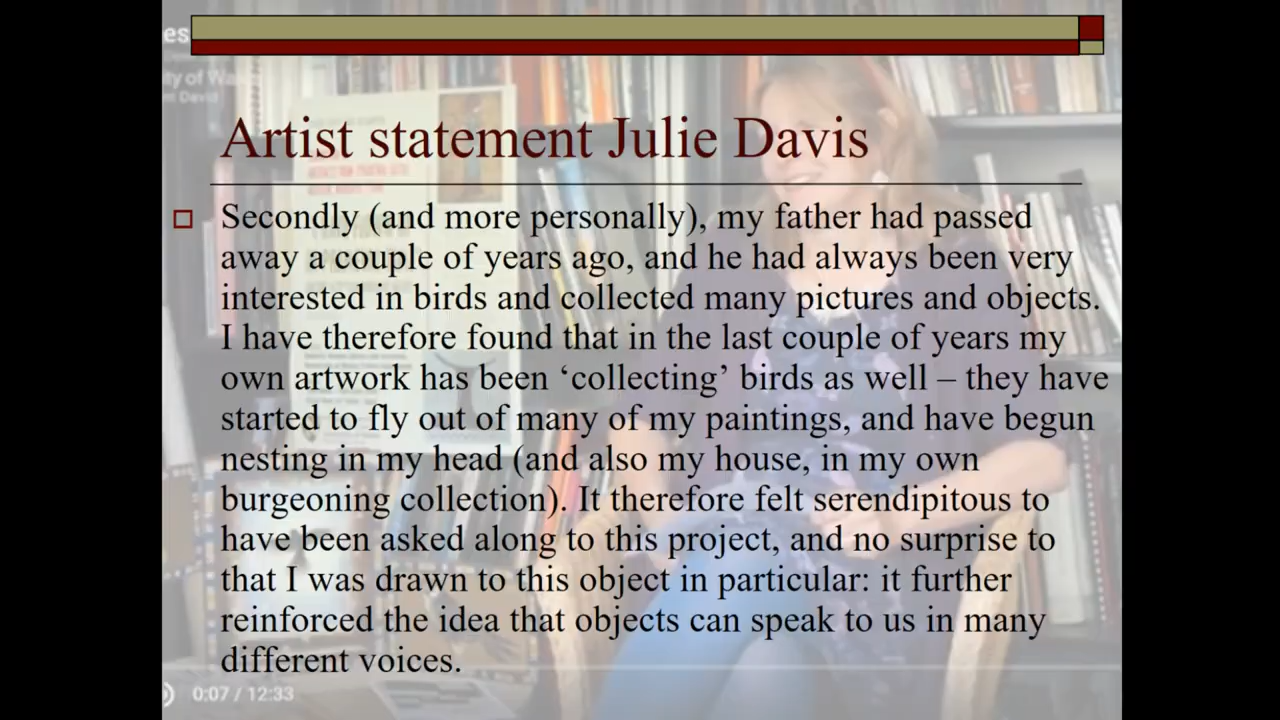 es
ty of Wa
nt David
Artist statement Julie Davis
Secondly (and more personally), my father had passed
away a couple of years ago, and he had always been very
interested in birds and collected many pictures and objects.
I have therefore found that in the last couple of years my
own artwork has been ‘collecting’ birds as well – they have
started to fly out of many of my paintings, and have begun
nesting in my head (and also my house, in my own
burgeoning collection). It therefore felt serendipitous to
have been asked along to this project, and no surprise to
that I was drawn to this object in particular: it further
reinforced the idea that objects can speak to us in many
different voices.
0:07 / 12:33